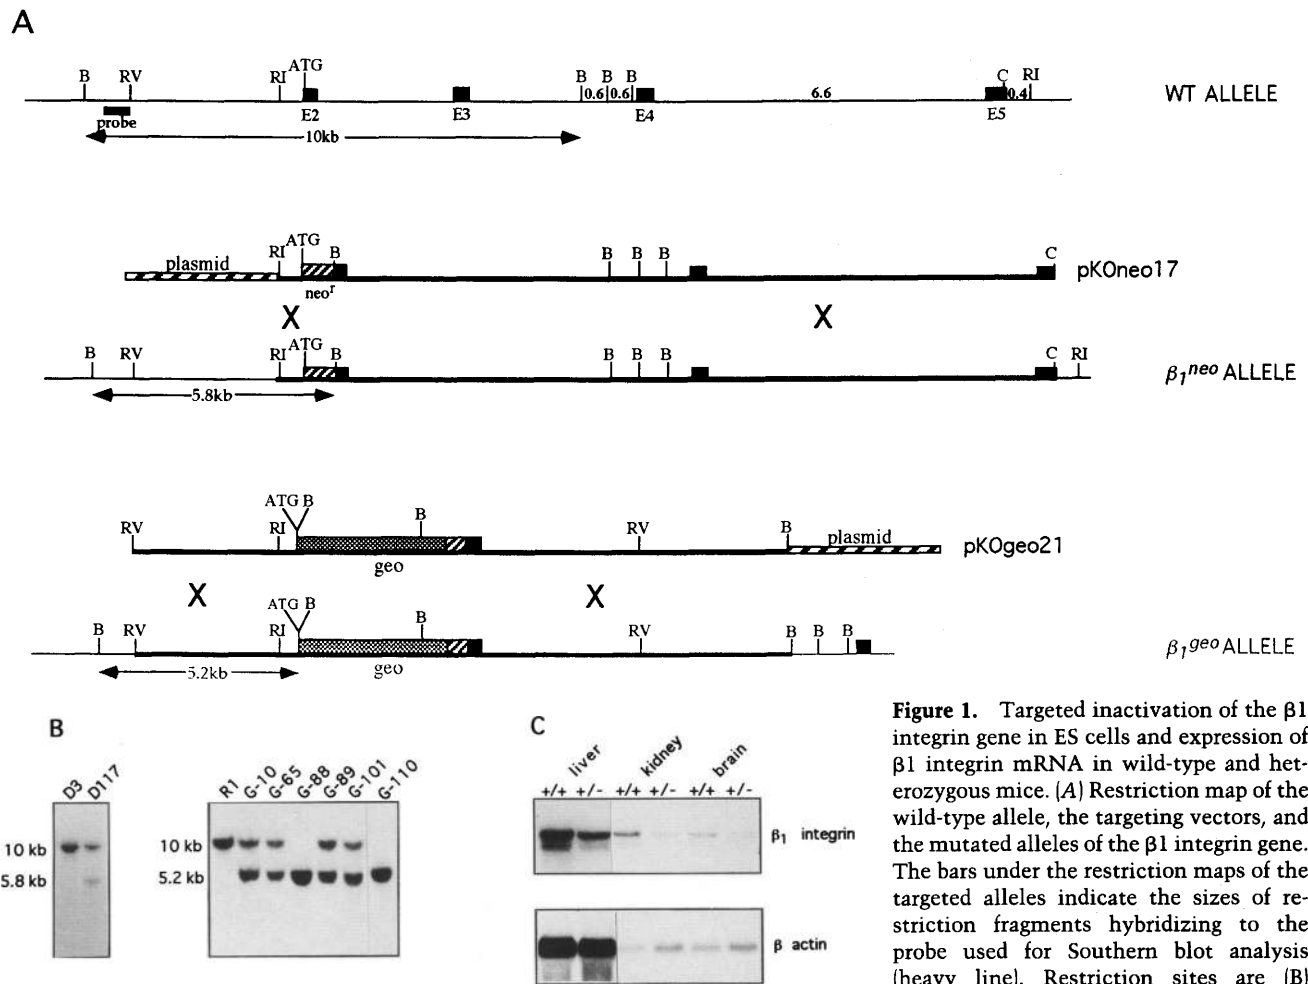 A
B RV RI ATG B B B C RI
0.6 0.6 6.6 0.4
WT ALLELE
probe E2 E3 E4 E5
10kb
plasmid RI ATG B B B B C
pKOneo17
neoʳ
X X
B RV RI ATG B B B B C RI
β₁ⁿᵉᵒ ALLELE
5.8kb
ATG B
RV RI B RV B plasmid
pKOgeo21
geo
X X
ATG B
B RV RI B RV B B B
β₁ᵍᵉᵒ ALLELE
5.2kb geo
B
D3 D117
10 kb
5.8 kb
R1 G-10 G-65 G-88 G-89 G-101 G-110
10 kb
5.2 kb
C
liver kidney brain
+/+ +/- +/+ +/- +/+ +/-
β₁ integrin
β actin
Figure 1. Targeted inactivation of the β1
integrin gene in ES cells and expression of
β1 integrin mRNA in wild-type and het-
erozygous mice. (A) Restriction map of the
wild-type allele, the targeting vectors, and
the mutated alleles of the β1 integrin gene.
The bars under the restriction maps of the
targeted alleles indicate the sizes of re-
striction fragments hybridizing to the
probe used for Southern blot analysis
(heavy line). Restriction sites are (B)